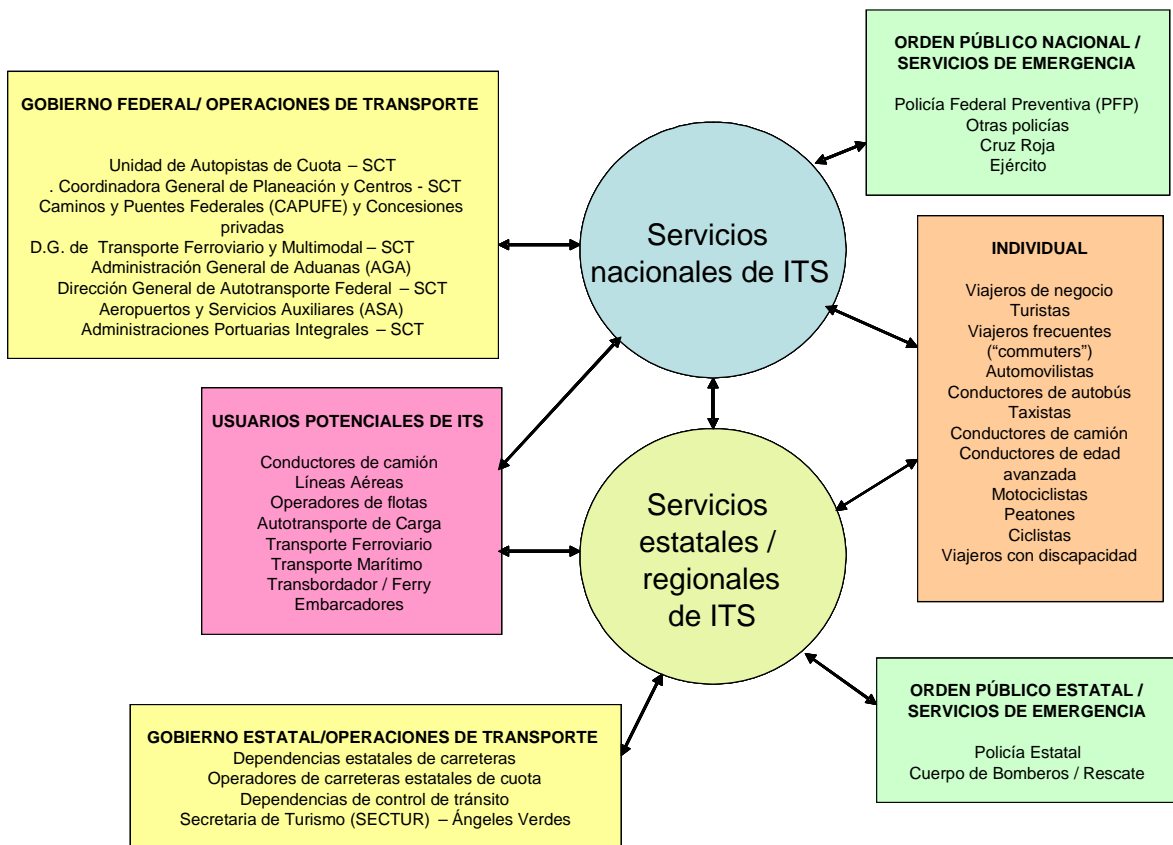 GOBIERNO FEDERAL/ OPERACIONES DE TRANSPORTE
Unidad de Autopistas de Cuota – SCT
. Coordinadora General de Planeación y Centros - SCT
Caminos y Puentes Federales (CAPUFE) y Concesiones
privadas
D.G. de Transporte Ferroviario y Multimodal – SCT
Administración General de Aduanas (AGA)
Dirección General de Autotransporte Federal – SCT
Aeropuertos y Servicios Auxiliares (ASA)
Administraciones Portuarias Integrales – SCT
Servicios
nacionales de ITS
ORDEN PÚBLICO NACIONAL /
SERVICIOS DE EMERGENCIA
Policía Federal Preventiva (PFP)
Otras policías
Cruz Roja
Ejército
INDIVIDUAL
Viajeros de negocio
Turistas
Viajeros frecuentes
(“commuters”)
Automovilistas
Conductores de autobús
Taxistas
Conductores de camión
Conductores de edad
avanzada
Motociclistas
Peatones
Ciclistas
Viajeros con discapacidad
USUARIOS POTENCIALES DE ITS
Conductores de camión
Líneas Aéreas
Operadores de flotas
Autotransporte de Carga
Transporte Ferroviario
Transporte Marítimo
Transbordador / Ferry
Embarcadores
Servicios
estatales /
regionales
de ITS
GOBIERNO ESTATAL/OPERACIONES DE TRANSPORTE
Dependencias estatales de carreteras
Operadores de carreteras estatales de cuota
Dependencias de control de tránsito
Secretaria de Turismo (SECTUR) – Ángeles Verdes
ORDEN PÚBLICO ESTATAL /
SERVICIOS DE EMERGENCIA
Policía Estatal
Cuerpo de Bomberos / Rescate